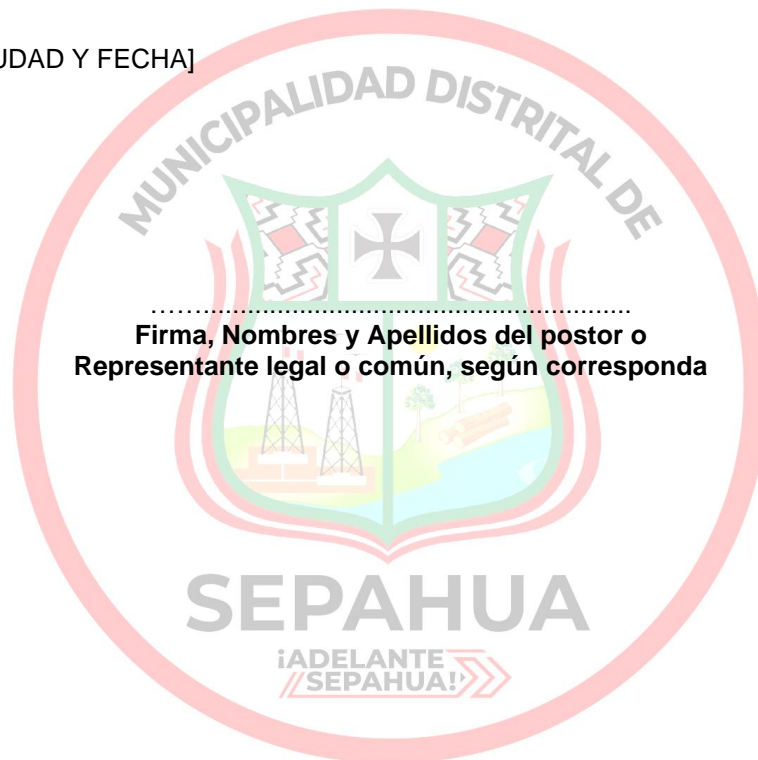 UDAD Y FECHA]
MUNICIPALIDAD DISTRITAL DE
……..........................................................
Firma, Nombres y Apellidos del postor o
Representante legal o común, según corresponda
SEPAHUA
¡ADELANTE
SEPAHUA!